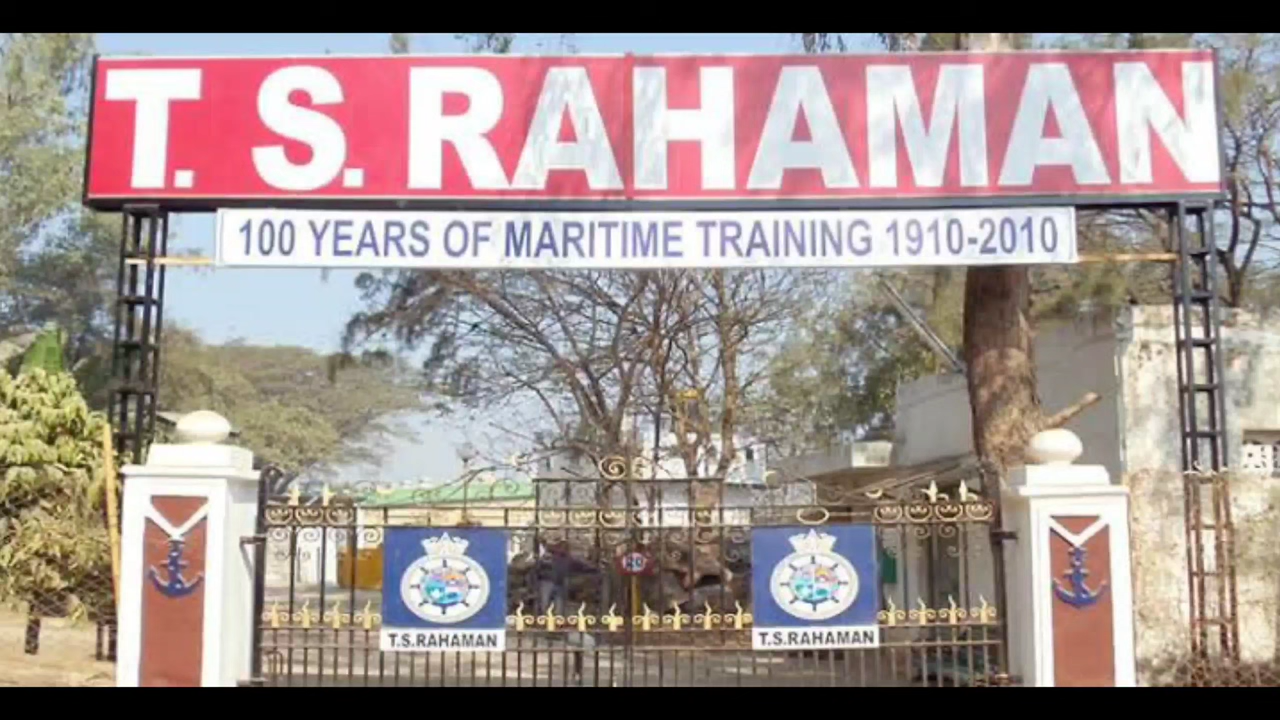 T. S. RAHAMAN
100 YEARS OF MARITIME TRAINING 1910-2010
T.S.RAHAMAN
T.S.RAHAMAN